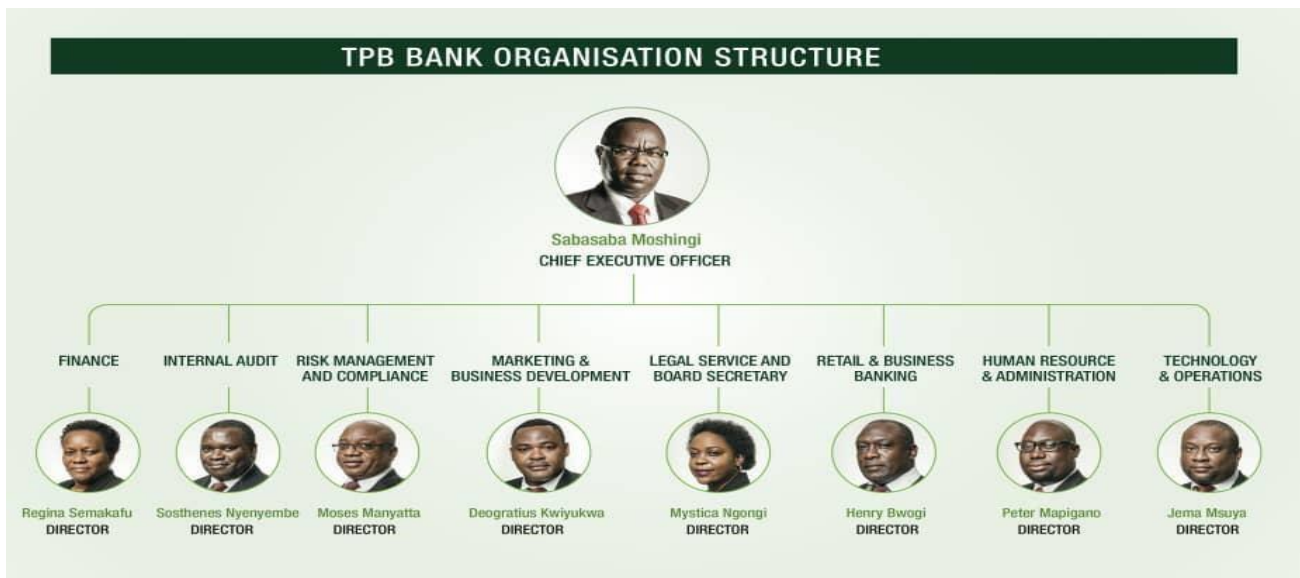 TPB BANK ORGANISATION STRUCTURE
Sabasaba Moshingi
CHIEF EXECUTIVE OFFICER
FINANCE
INTERNAL AUDIT
RISK MANAGEMENT
AND COMPLIANCE
MARKETING &
BUSINESS DEVELOPMENT
LEGAL SERVICE AND
BOARD SECRETARY
RETAIL & BUSINESS
BANKING
HUMAN RESOURCE
& ADMINISTRATION
TECHNOLOGY
& OPERATIONS
Regina Semakafu
DIRECTOR
Sosthenes Nyenyembe
DIRECTOR
Moses Manyatta
DIRECTOR
Deogratius Kwiyukwa
DIRECTOR
Mystica Ngongi
DIRECTOR
Henry Bwogi
DIRECTOR
Peter Mapigano
DIRECTOR
Jema Msuya
DIRECTOR